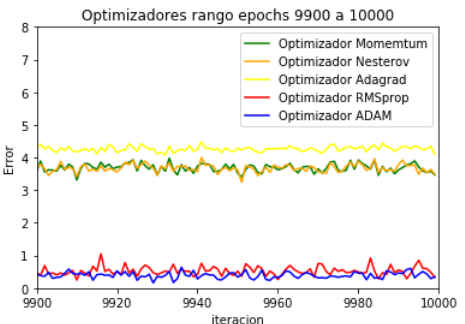 Optimizadores rango epochs 9900 a 10000
8
7
6
5
4
3
2
1
0
Error
Optimizador Momemtum
Optimizador Nesterov
Optimizador Adagrad
Optimizador RMSprop
Optimizador ADAM
9900 9920 9940 9960 9980 10000
iteracion